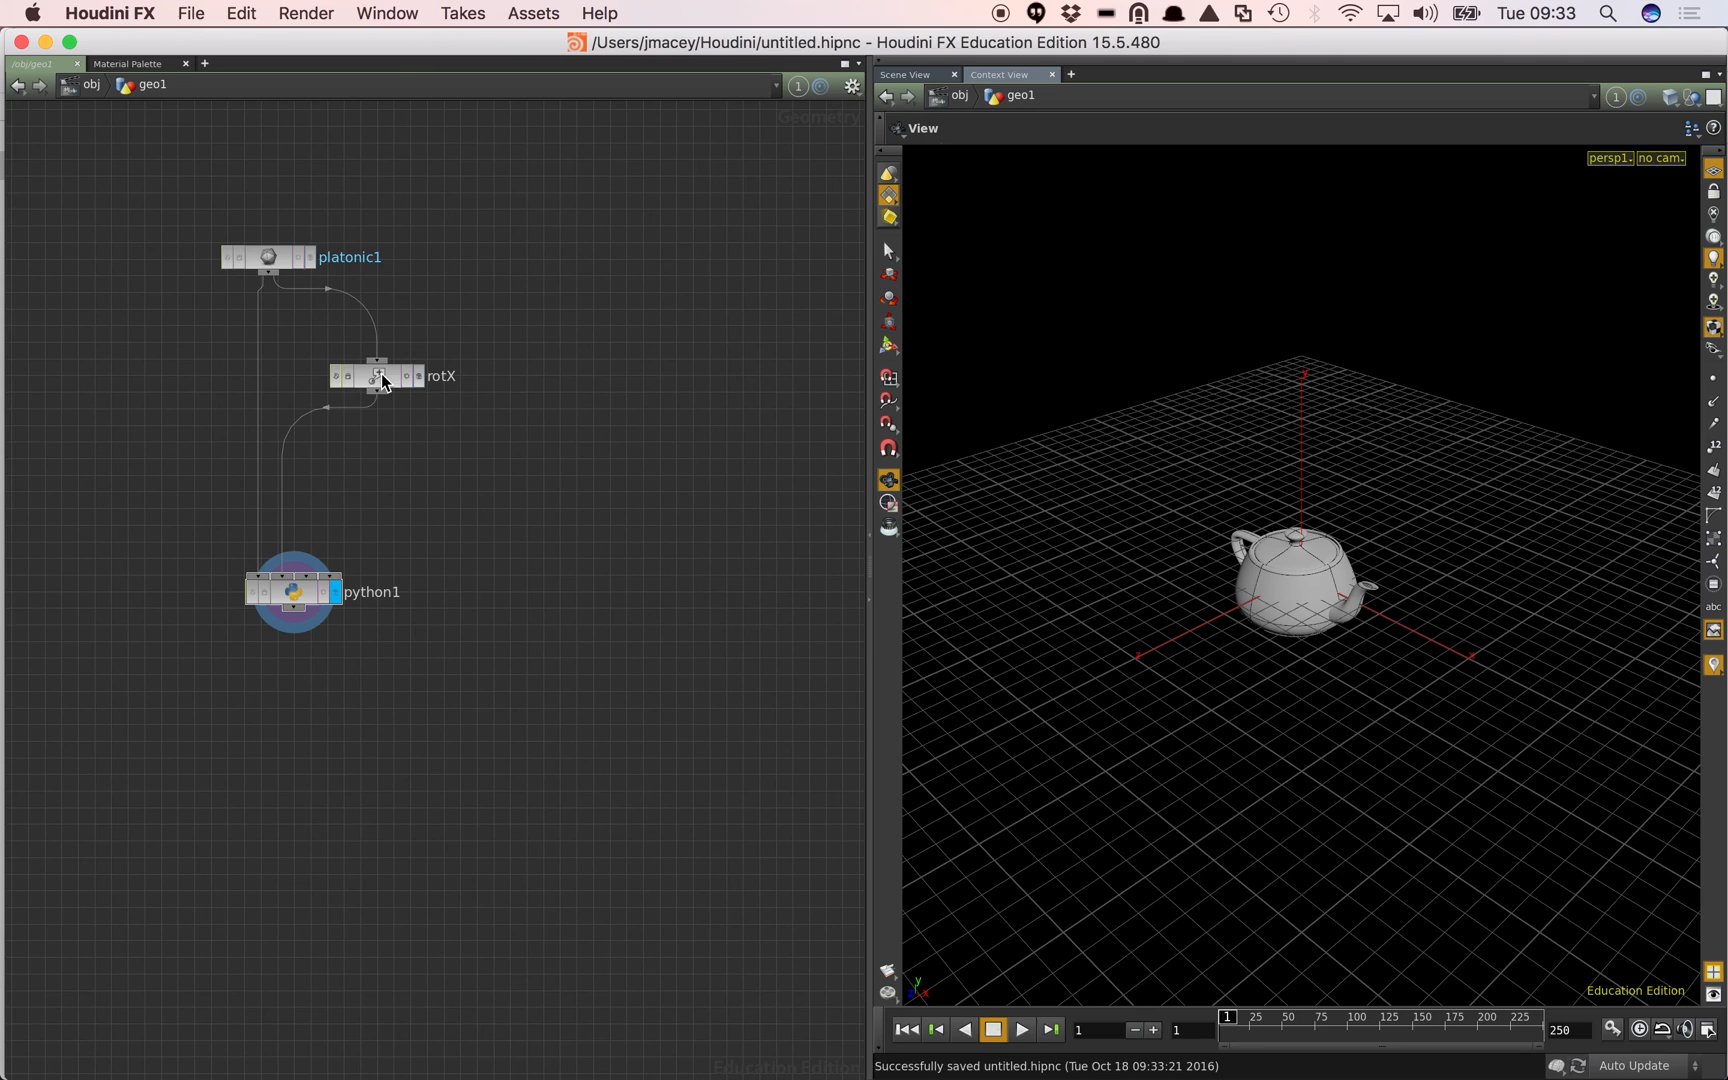 Houdini FX File Edit Render Window Takes Assets Help Tue 09:33
/Users/jmacey/Houdini/untitled.hipnc - Houdini FX Education Edition 15.5.480
/obj/geo1 Material Palette
Scene View Context View
obj geo1
obj geo1
Geometry
View
persp1 no cam
platonic1
rotX
python1
12
12
abc
y
z
x
y
x
Education Edition
Education Edition
1 1 1 25 50 75 100 125 150 175 200 225 250
Successfully saved untitled.hipnc (Tue Oct 18 09:33:21 2016) Auto Update